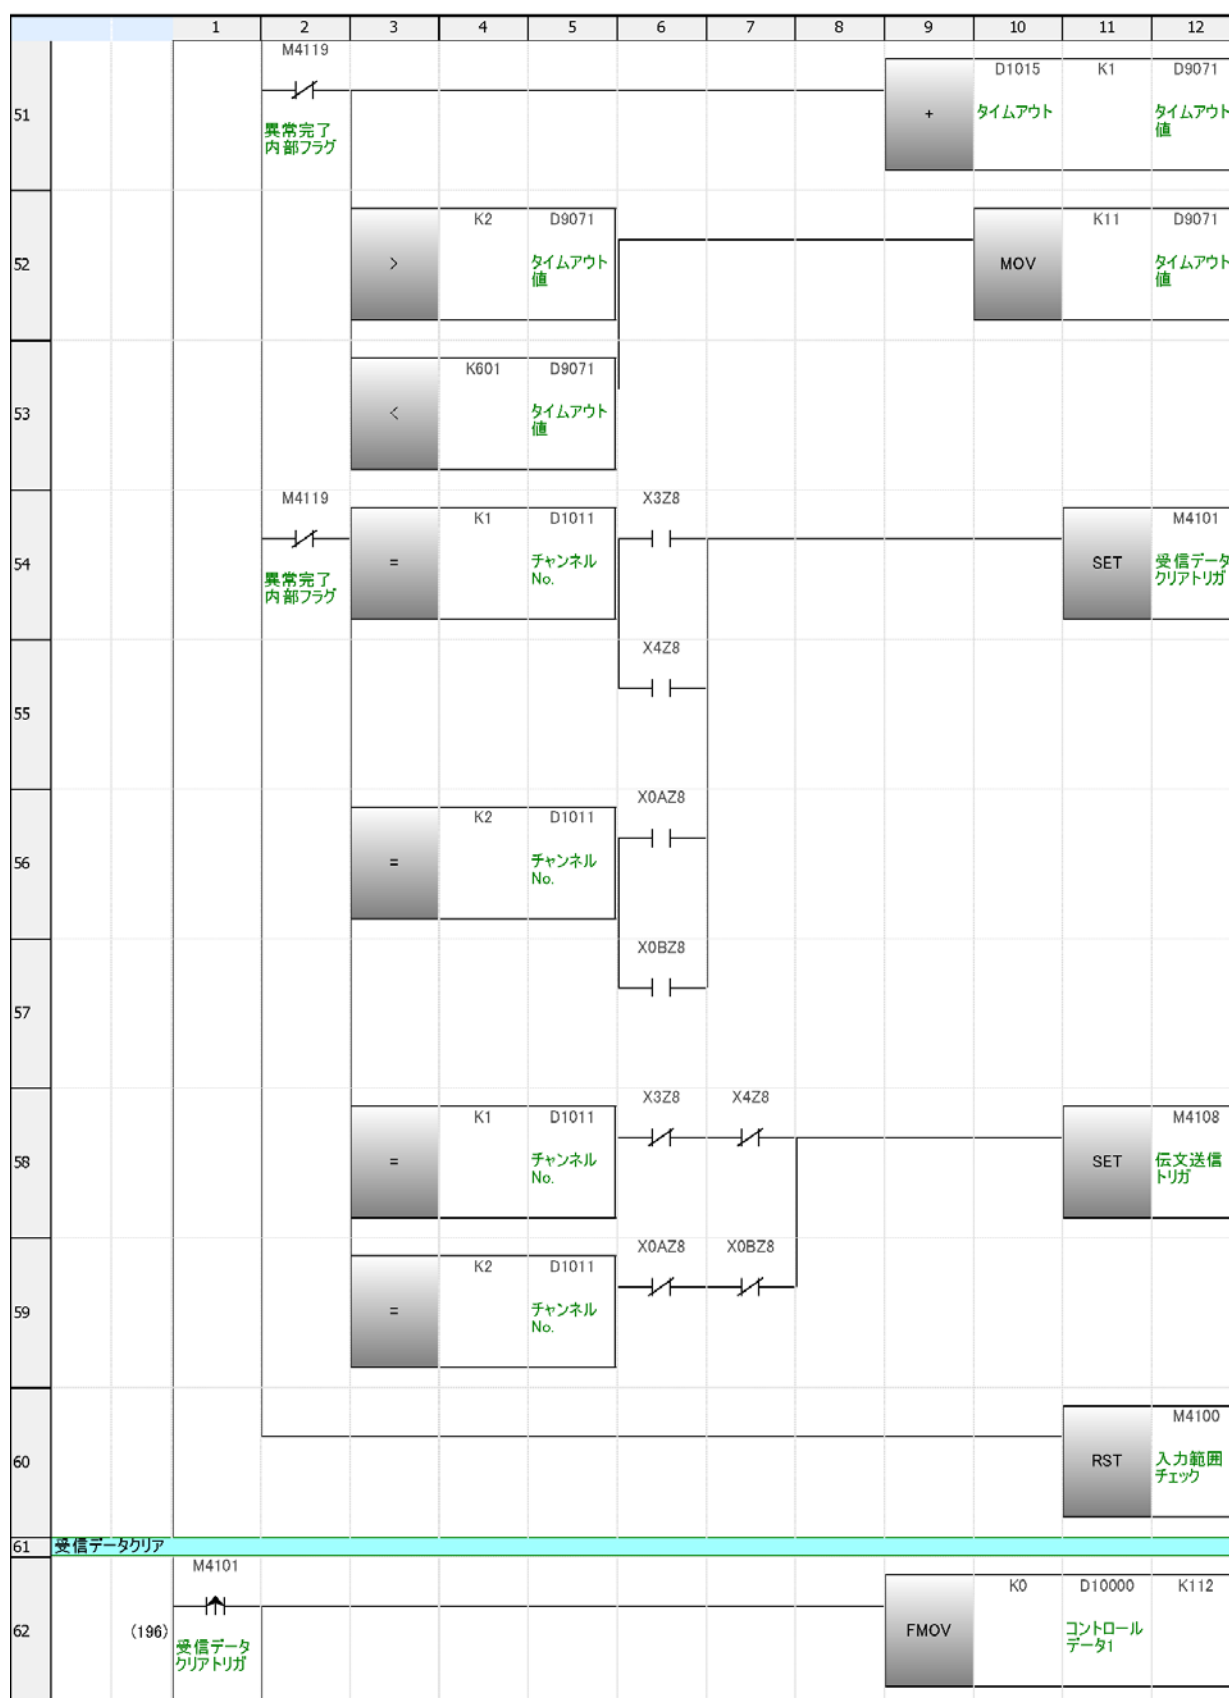 1 2 3 4 5 6 7 8 9 10 11 12
M4119
D1015 K1 D9071
51
+
タイムアウト タイムアウト
値
異常完了
内部フラグ
K2 D9071 K11 D9071
52
>
タイムアウト
値
MOV
タイムアウト
値
K601 D9071
53
<
タイムアウト
値
M4119 X3Z8
K1 D1011 M4101
54
異常完了
内部フラグ
=
チャンネル
No.
SET
受信データ
クリアトリガ
X4Z8
55
X0AZ8
K2 D1011
56
=
チャンネル
No.
X0BZ8
57
X3Z8 X4Z8
K1 D1011 M4108
58
=
チャンネル
No.
SET
伝文送信
トリガ
X0AZ8 X0BZ8
K2 D1011
59
=
チャンネル
No.
M4100
60
RST
入力範囲
チェック
61 受信データクリア
M4101
K0 D10000 K112
62 (196)
受信データ
クリアトリガ
FMOV
コントロール
データ1